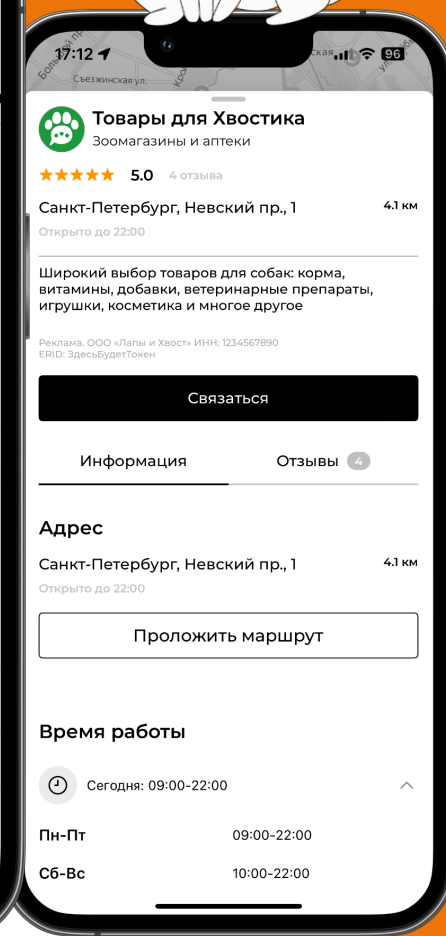 17:12
96
Съезжинская ул.
Товары для Хвостика
Зоомагазины и аптеки
5.0 4 отзыва
Санкт-Петербург, Невский пр., 1 4.1 км
Открыто до 22:00
Широкий выбор товаров для собак: корма,
витамины, добавки, ветеринарные препараты,
игрушки, косметика и многое другое
Реклама. ООО «Лапы и Хвост» ИНН: 1234567890
ERID: ЗдесьБудетТокен
Связаться
Информация Отзывы 4
Адрес
Санкт-Петербург, Невский пр., 1 4.1 км
Открыто до 22:00
Проложить маршрут
Время работы
Сегодня: 09:00-22:00
Пн-Пт 09:00-22:00
Сб-Вс 10:00-22:00